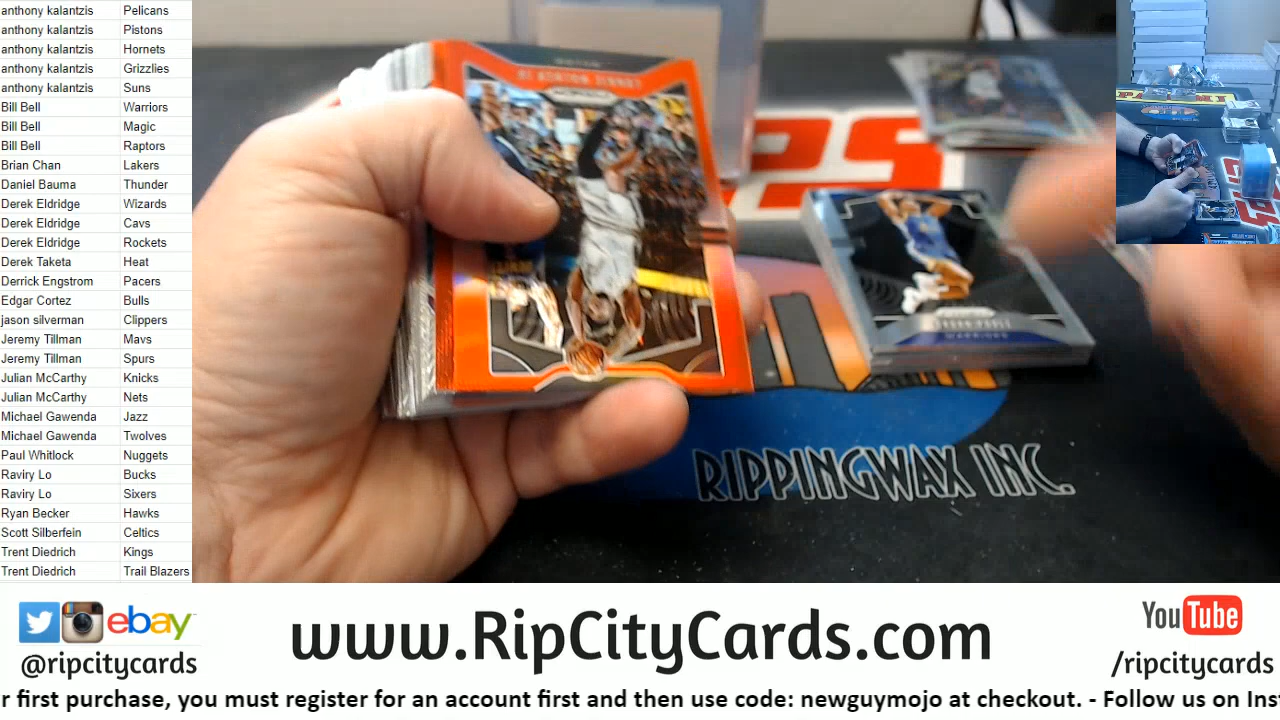 anthony kalantzis Pelicans
anthony kalantzis Pistons
anthony kalantzis Hornets
anthony kalantzis Grizzlies
anthony kalantzis Suns
Bill Bell Warriors
Bill Bell Magic
Bill Bell Raptors
Brian Chan Lakers
Daniel Bauma Thunder
Derek Eldridge Wizards
Derek Eldridge Cavs
Derek Eldridge Rockets
Derek Taketa Heat
Derrick Engstrom Pacers
Edgar Cortez Bulls
jason silverman Clippers
Jeremy Tillman Mavs
Jeremy Tillman Spurs
Julian McCarthy Knicks
Julian McCarthy Nets
Michael Gawenda Jazz
Michael Gawenda Twolves
Paul Whitlock Nuggets
Raviry Lo Bucks
Raviry Lo Sixers
Ryan Becker Hawks
Scott Silberfein Celtics
Trent Diedrich Kings
Trent Diedrich Trail Blazers
WARRIORS
RIPPINGWAX INC.
ebay
@ripcitycards
www.RipCityCards.com
YouTube
/ripcitycards
r first purchase, you must register for an account first and then use code: newguymojo at checkout. - Follow us on Ins